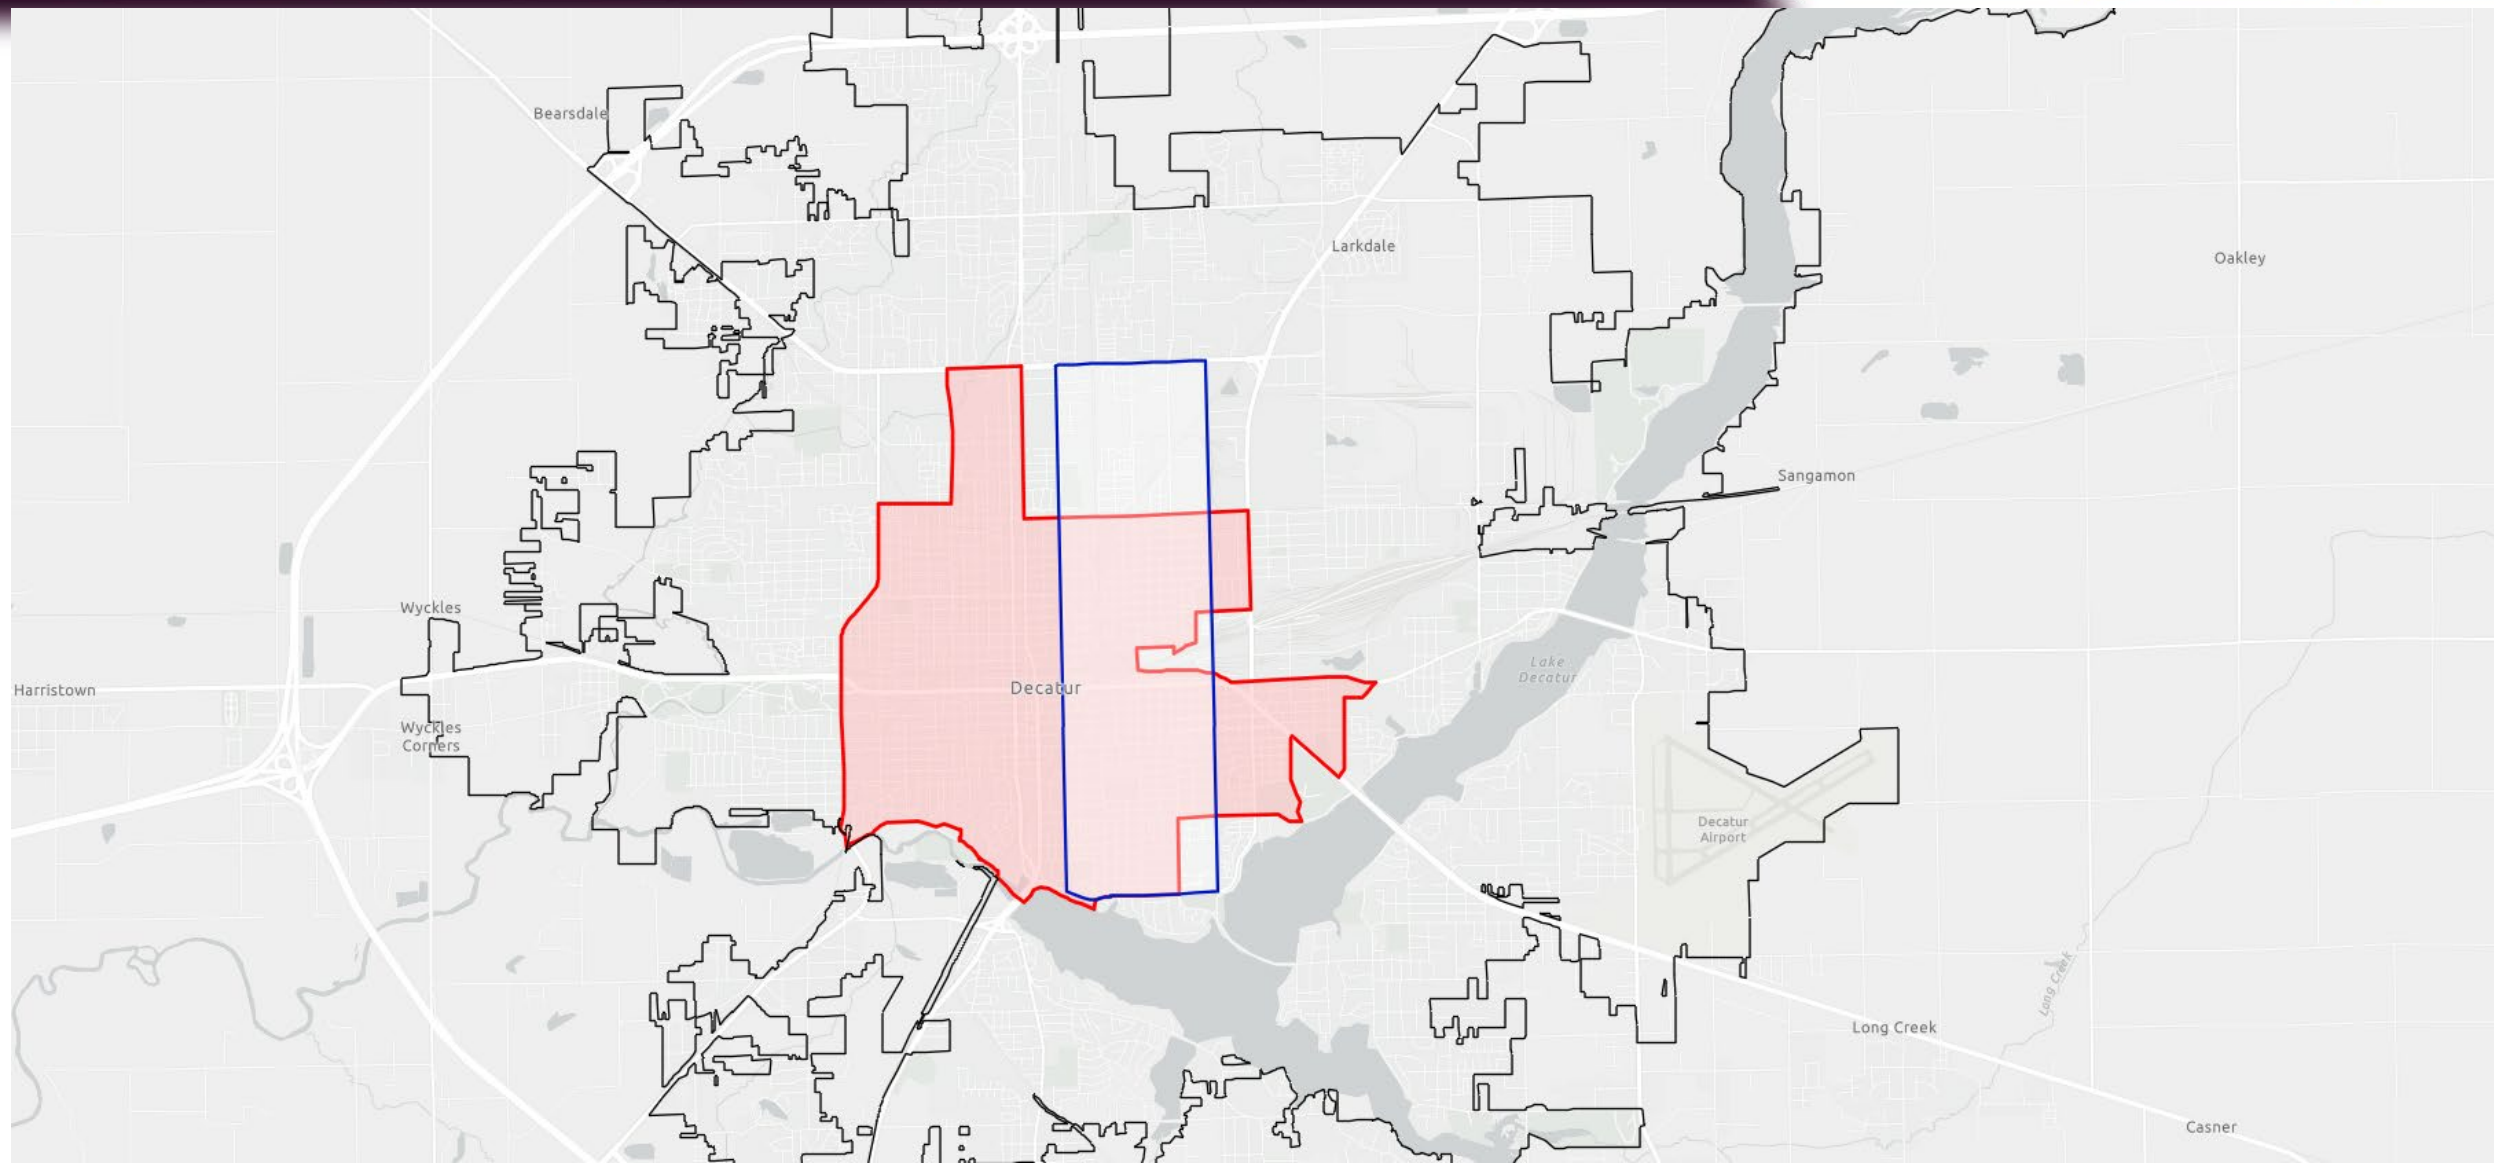 Bearsdale
Larkdale
Oakley
Sangamon
Wyckles
Lake
Decatur
Harristown
Decatur
Wyckles
Corners
Decatur
Airport
Long Creek
Long Creek
Casner